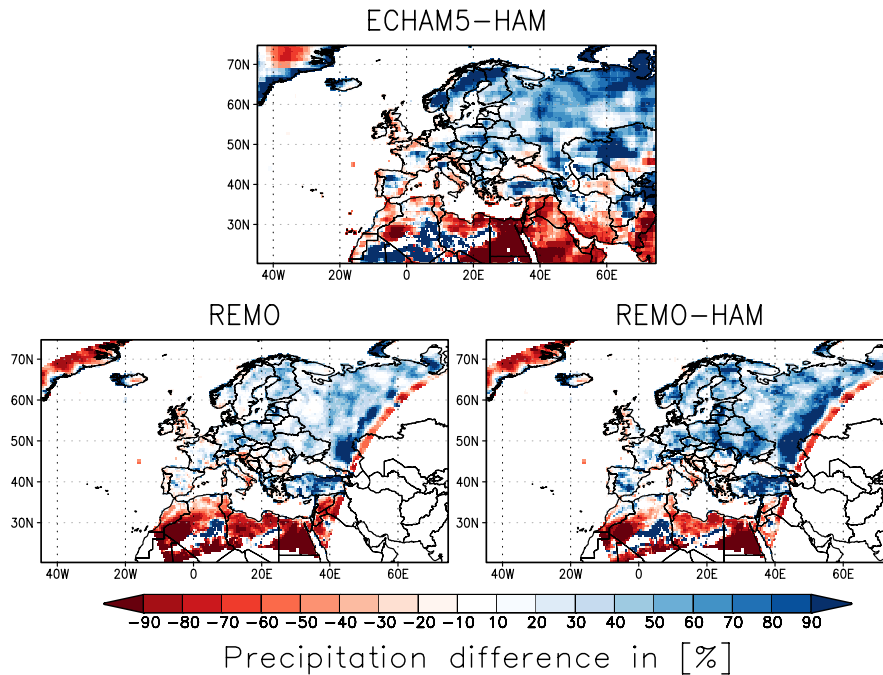 ECHAM5-HAM
70N
60N
50N
40N
30N
40W 20W 0 20E 40E 60E
REMO REMO-HAM
70N 70N
60N 60N
50N 50N
40N 40N
30N 30N
40W 20W 0 20E 40E 60E 40W 20W 0 20E 40E 60E
-90 -80 -70 -60 -50 -40 -30 -20 -10 10 20 30 40 50 60 70 80 90
Precipitation difference in [%]